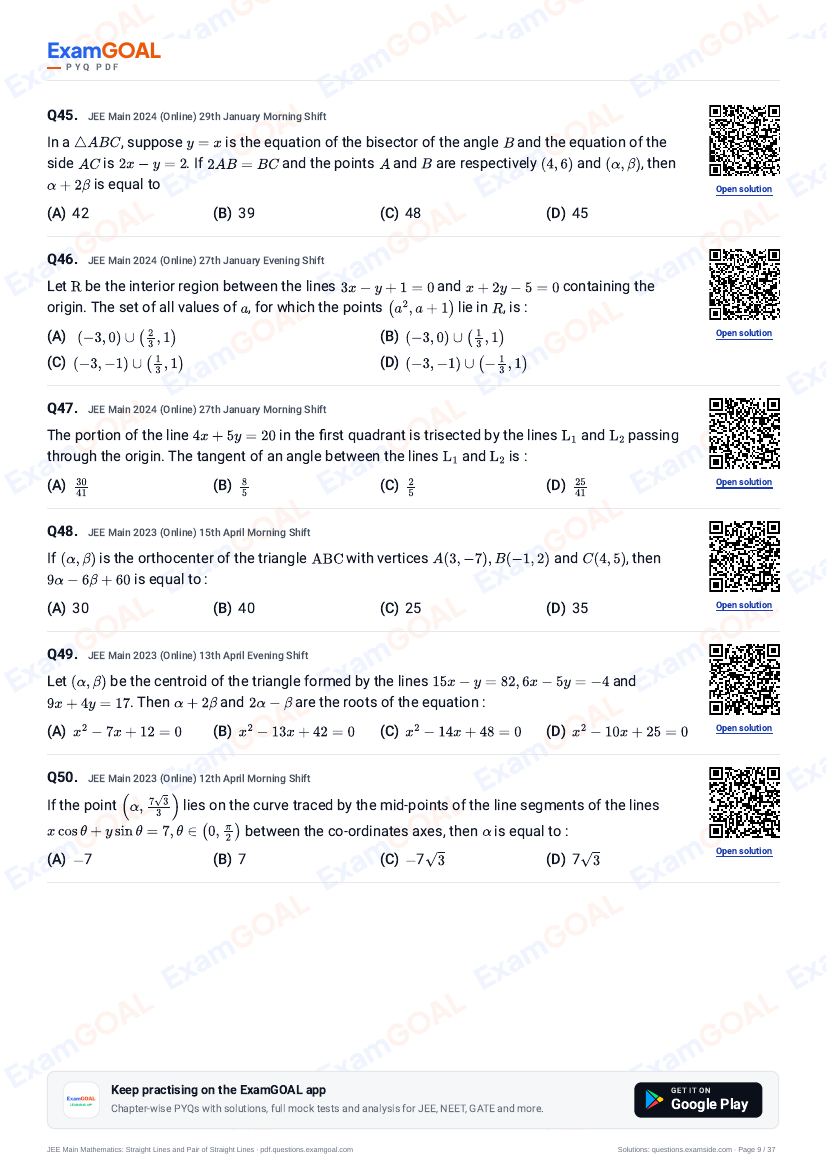 ExamGOAL
PYQ PDF
Q45. JEE Main 2024 (Online) 29th January Morning Shift
In a △ABC, suppose y = x is the equation of the bisector of the angle B and the equation of the
side AC is 2x − y = 2. If 2AB = BC and the points A and B are respectively (4, 6) and (α, β), then
α + 2β is equal to
(A) 42 (B) 39 (C) 48 (D) 45
Open solution
Q46. JEE Main 2024 (Online) 27th January Evening Shift
Let R be the interior region between the lines 3x − y + 1 = 0 and x + 2y − 5 = 0 containing the
origin. The set of all values of a, for which the points (a², a + 1) lie in R, is :
(A) (−3, 0) ∪ (2/3, 1) (B) (−3, 0) ∪ (1/3, 1)
(C) (−3, −1) ∪ (1/3, 1) (D) (−3, −1) ∪ (−1/3, 1)
Open solution
Q47. JEE Main 2024 (Online) 27th January Morning Shift
The portion of the line 4x + 5y = 20 in the first quadrant is trisected by the lines L₁ and L₂ passing
through the origin. The tangent of an angle between the lines L₁ and L₂ is :
(A) 30/41 (B) 8/5 (C) 2/5 (D) 25/41
Open solution
Q48. JEE Main 2023 (Online) 15th April Morning Shift
If (α, β) is the orthocenter of the triangle ABC with vertices A(3, −7), B(−1, 2) and C(4, 5), then
9α − 6β + 60 is equal to :
(A) 30 (B) 40 (C) 25 (D) 35
Open solution
Q49. JEE Main 2023 (Online) 13th April Evening Shift
Let (α, β) be the centroid of the triangle formed by the lines 15x − y = 82, 6x − 5y = −4 and
9x + 4y = 17. Then α + 2β and 2α − β are the roots of the equation :
(A) x² − 7x + 12 = 0 (B) x² − 13x + 42 = 0 (C) x² − 14x + 48 = 0 (D) x² − 10x + 25 = 0
Open solution
Q50. JEE Main 2023 (Online) 12th April Morning Shift
If the point (α, 7√3/3) lies on the curve traced by the mid-points of the line segments of the lines
x cos θ + y sin θ = 7, θ ∈ (0, π/2) between the co-ordinates axes, then α is equal to :
(A) −7 (B) 7 (C) −7√3 (D) 7√3
Open solution
ExamGOAL
Keep practising on the ExamGOAL app
Chapter-wise PYQs with solutions, full mock tests and analysis for JEE, NEET, GATE and more.
GET IT ON
Google Play
JEE Main Mathematics: Straight Lines and Pair of Straight Lines · pdf.questions.examgoal.com
Solutions: questions.examside.com · Page 9 / 37